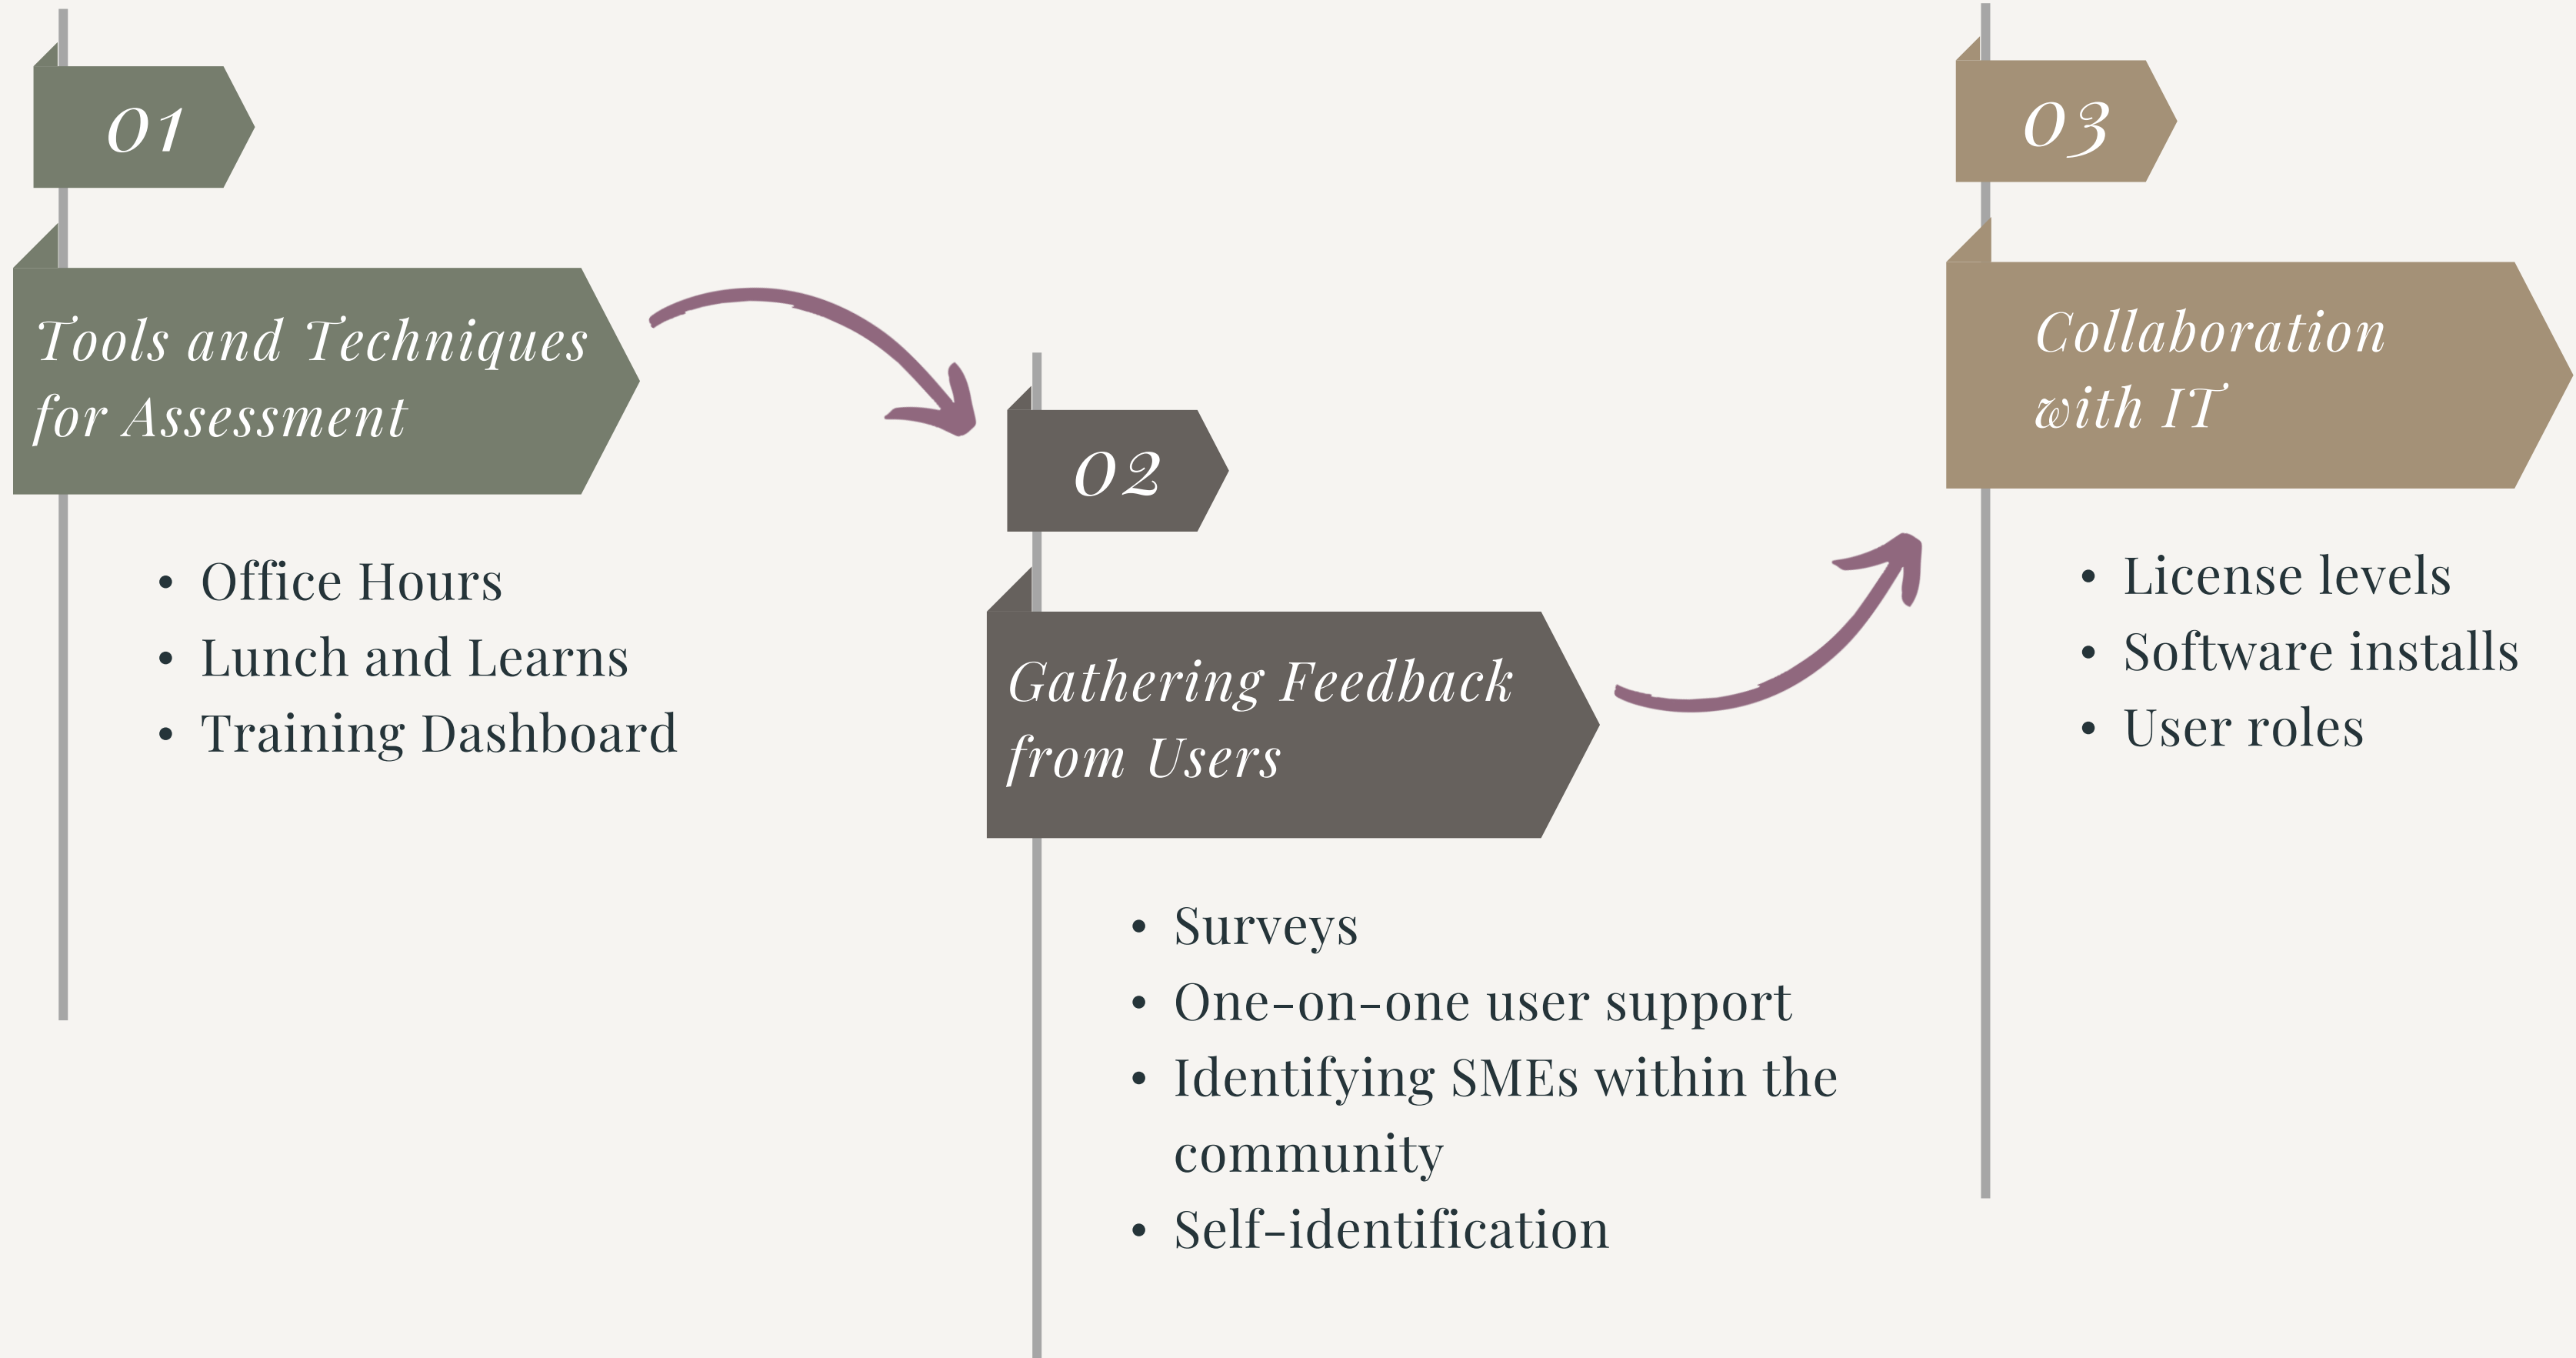 01
Tools and Techniques
for Assessment
• Office Hours
• Lunch and Learns
• Training Dashboard
02
Gathering Feedback
from Users
• Surveys
• One-on-one user support
• Identifying SMEs within the
community
• Self-identification
03
Collaboration
with IT
• License levels
• Software installs
• User roles